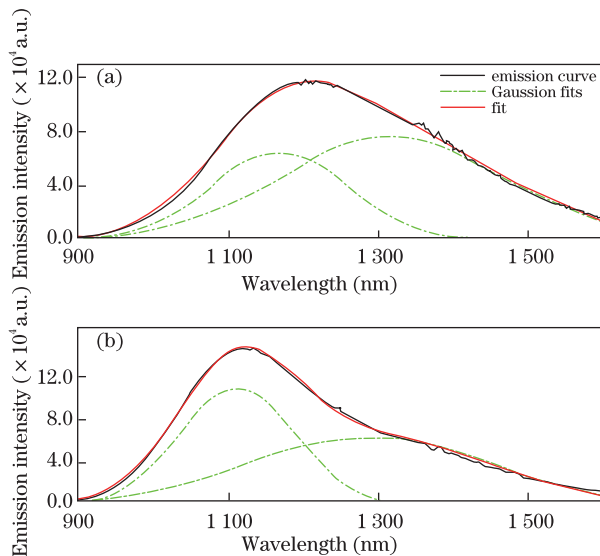 (a)
emission curve
Gaussion fits
fit
Emission intensity (×10⁴ a.u.)
12.0
8.0
4.0
0.0
900
1 100
1 300
1 500
Wavelength (nm)
(b)
Emission intensity (×10⁴ a.u.)
12.0
8.0
4.0
0.0
900
1 100
1 300
1 500
Wavelength (nm)